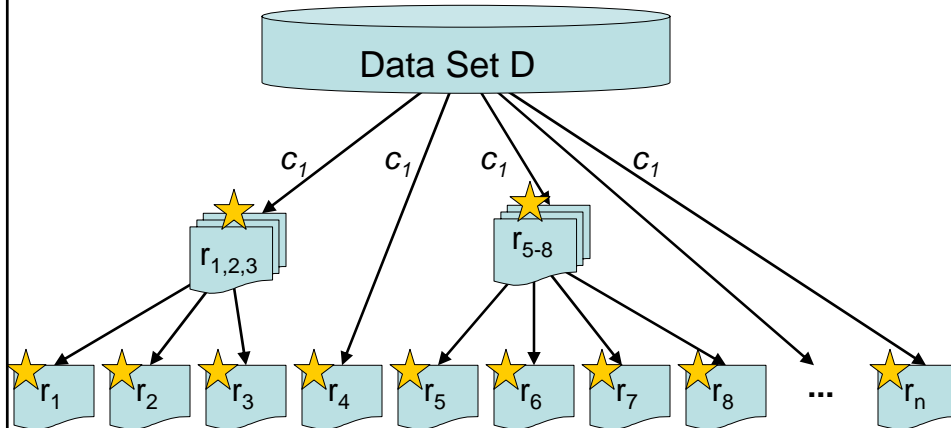 Data Set D
c₁ c₁ c₁ c₁
r₁,₂,₃ r₅₋₈
r₁ r₂ r₃ r₄ r₅ r₆ r₇ r₈ ... rₙ